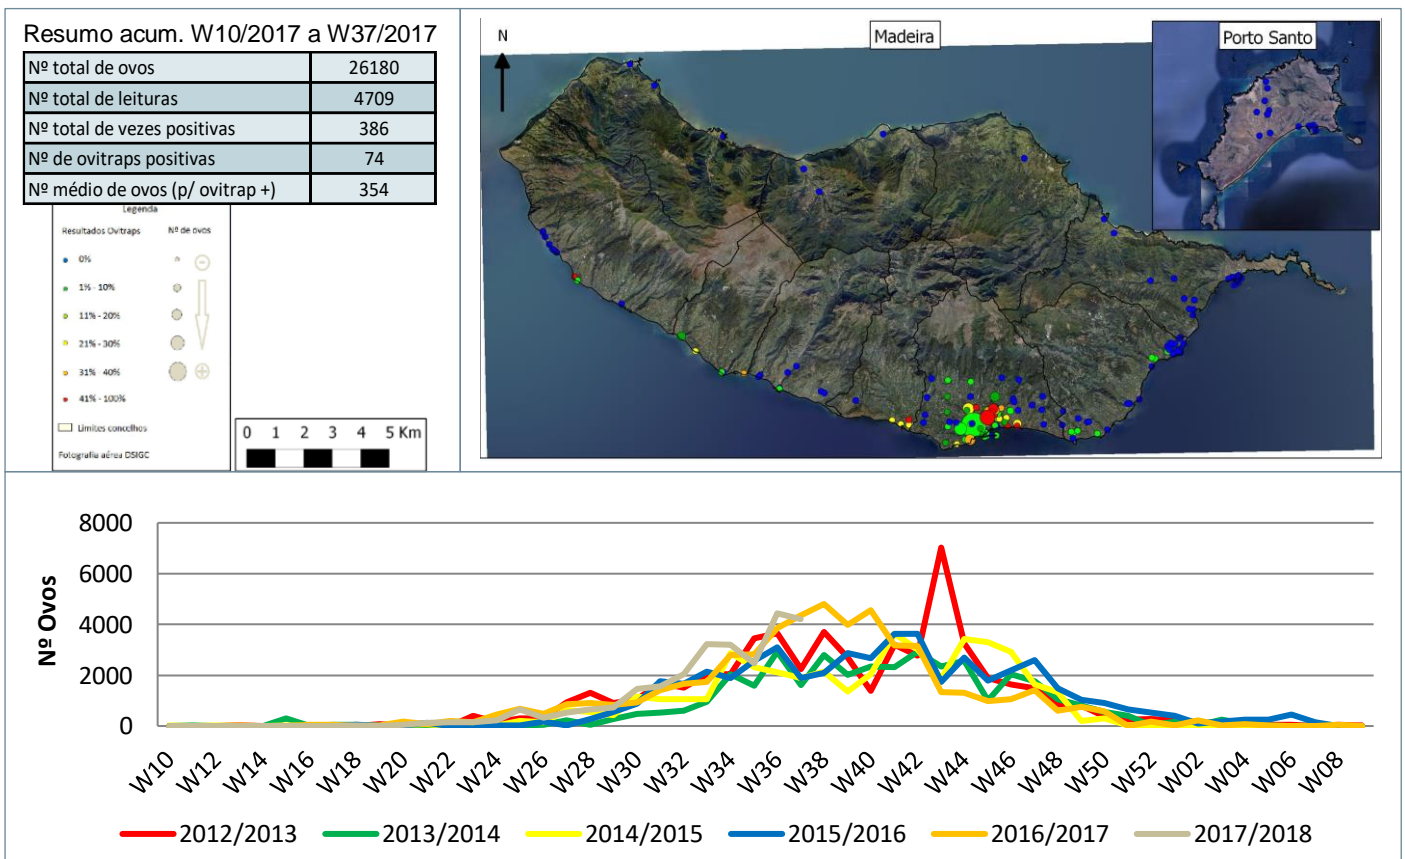 Resumo acum. W10/2017 a W37/2017
Nº total de ovos 26180
Nº total de leituras 4709
Nº total de vezes positivas 386
Nº de ovitraps positivas 74
Nº médio de ovos (p/ ovitrap +) 354
Legenda
Resultados Ovitraps Nº de ovos
0%
1% - 10%
11% - 20%
21% - 30%
31% - 40%
41% - 100%
Limites concelhos
Fotografia aérea DSIGC
0 1 2 3 4 5 Km
N
Madeira
Porto Santo
Nº Ovos
8000
6000
4000
2000
0
W10 W12 W14 W16 W18 W20 W22 W24 W26 W28 W30 W32 W34 W36 W38 W40 W42 W44 W46 W48 W50 W52 W02 W04 W06 W08
2012/2013 2013/2014 2014/2015 2015/2016 2016/2017 2017/2018